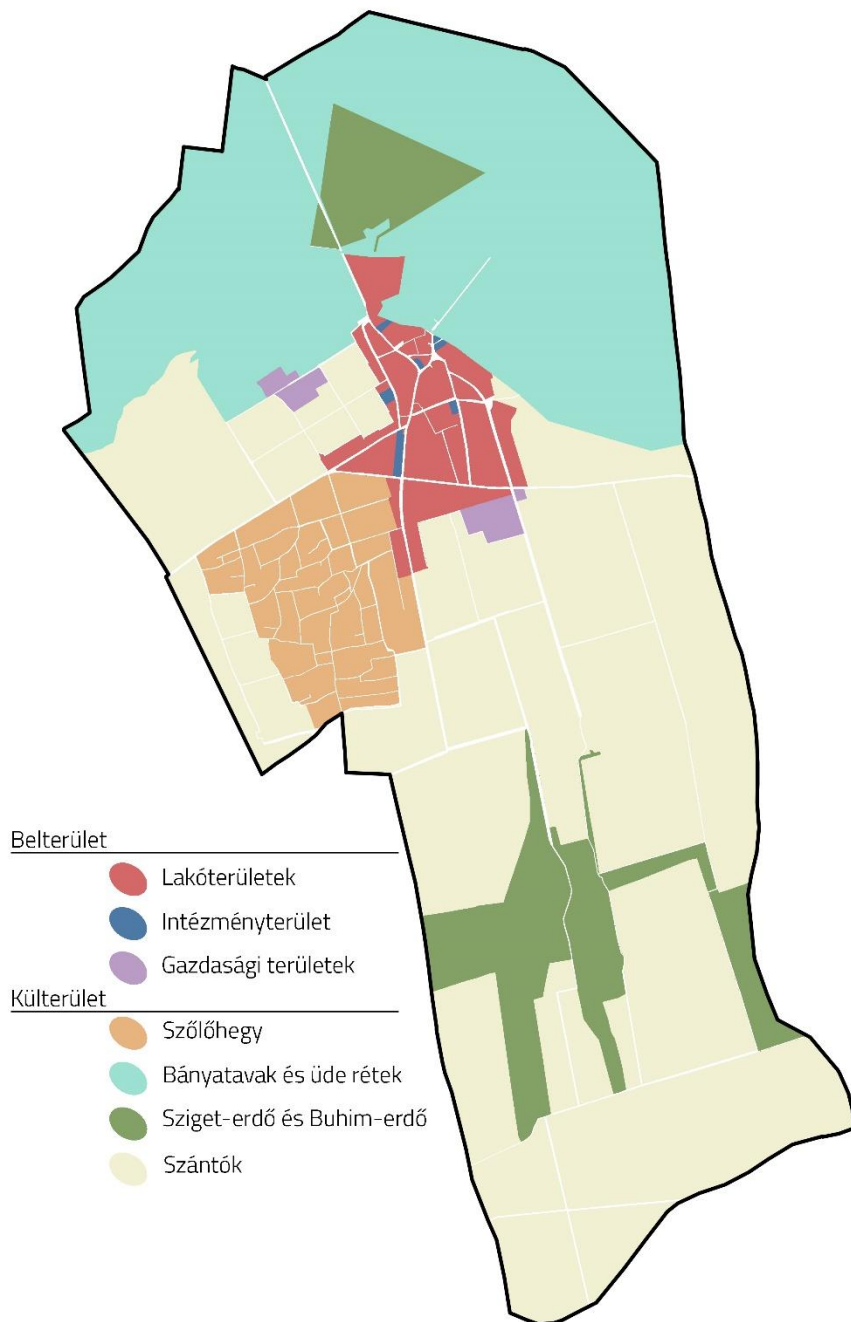 Belterület
Lakóterületek
Intézményterület
Gazdasági területek
Külterület
Szőlőhegy
Bányatavak és üde rétek
Sziget-erdő és Buhim-erdő
Szántók